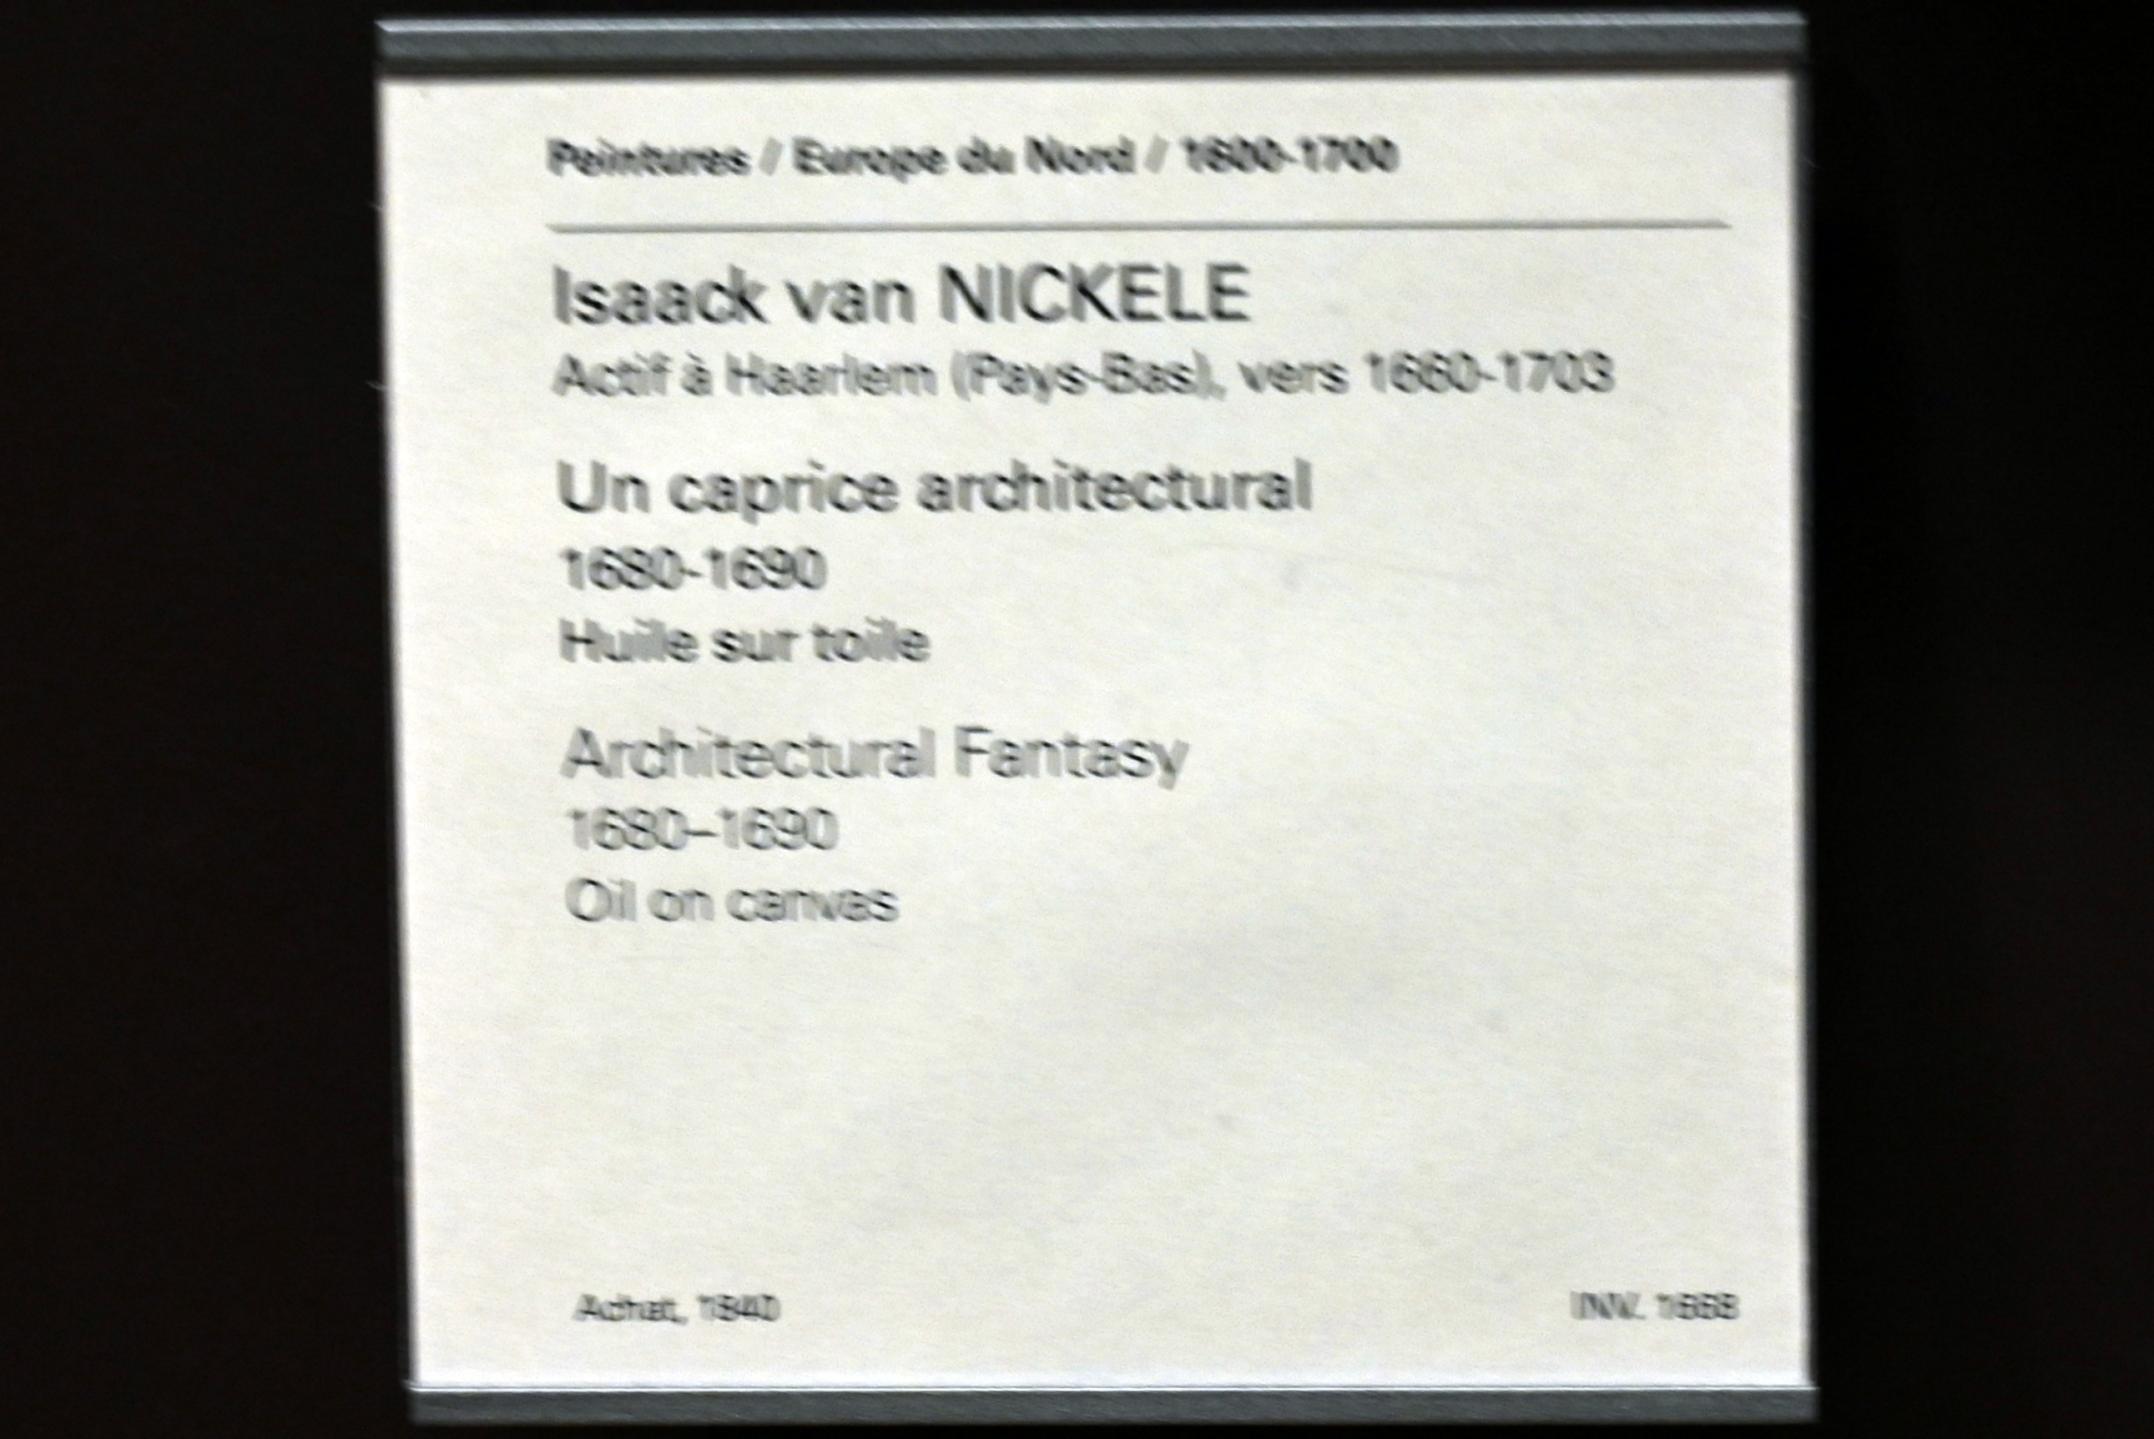 Peintures / Europe du Nord / 1600-1700
Isaack van NICKELE
Actif à Haarlem (Pays-Bas), vers 1660-1703
Un caprice architectural
1680-1690
Huile sur toile
Architectural Fantasy
1680–1690
Oil on canvas
Achat, 1840
INV. 1668